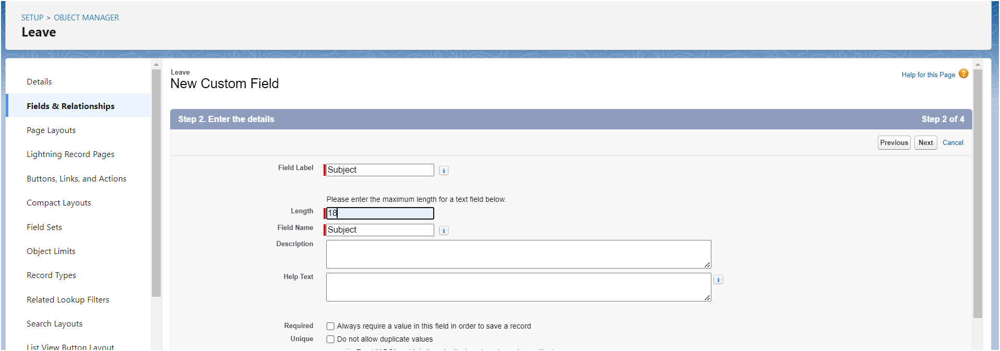 SETUP > OBJECT MANAGER
Leave
Details
Fields & Relationships
Page Layouts
Lightning Record Pages
Buttons, Links, and Actions
Compact Layouts
Field Sets
Object Limits
Record Types
Related Lookup Filters
Search Layouts
List View Button Layout
Leave
New Custom Field
Help for this Page ?
Step 2. Enter the details Step 2 of 4
Previous Next Cancel
Field Label Subject i
Please enter the maximum length for a text field below.
Length 18
Field Name Subject i
Description
Help Text i
Required Always require a value in this field in order to save a record
Unique Do not allow duplicate values